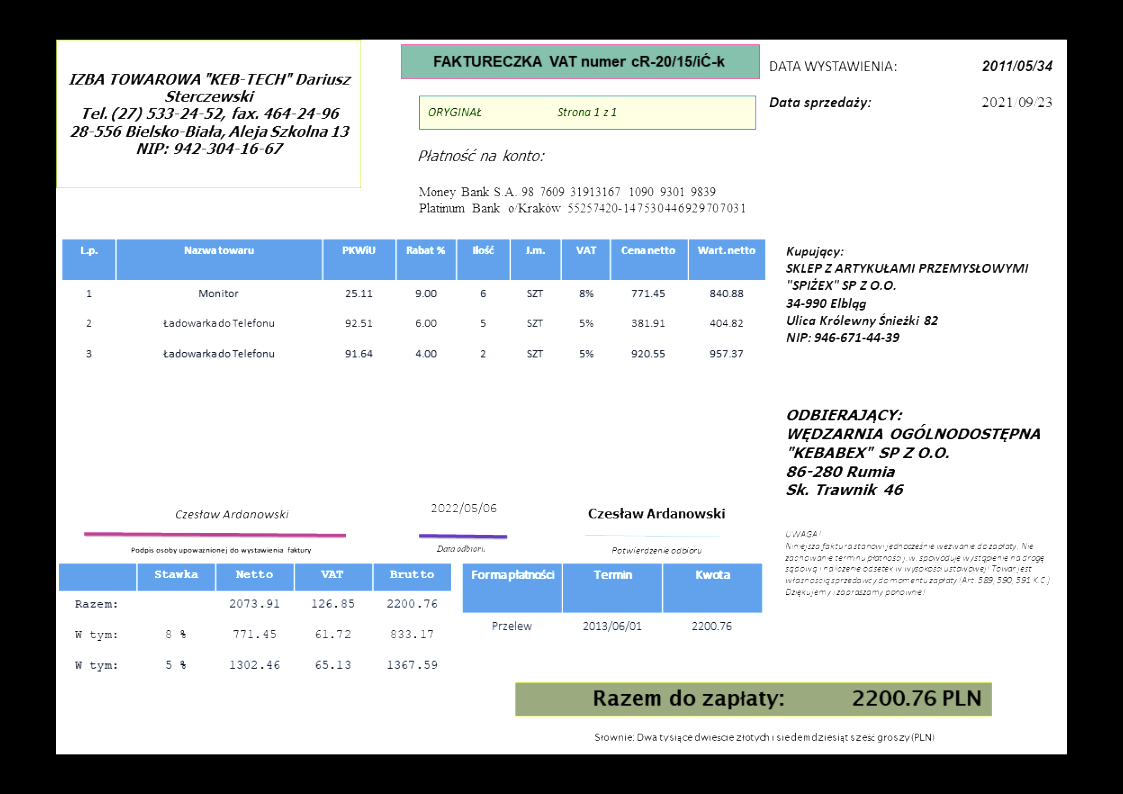 IZBA TOWAROWA "KEB-TECH" Dariusz
Sterczewski
Tel. (27) 533-24-52, fax. 464-24-96
28-556 Bielsko-Biała, Aleja Szkolna 13
NIP: 942-304-16-67
FAKTURECZKA VAT numer cR-20/15/iĆ-k
ORYGINAŁ Strona 1 z 1
DATA WYSTAWIENIA: 2011/05/34
Data sprzedaży: 2021/09/23
Płatność na konto:
Money Bank S.A. 98 7609 31913167 1090 9301 9839
Platinum Bank o/Kraków 55257420-147530446929707031
L.p. Nazwa towaru PKWiU Rabat % Ilość J.m. VAT Cena netto Wart. netto
1 Monitor 25.11 9.00 6 SZT 8% 771.45 840.88
2 Ładowarka do Telefonu 92.51 6.00 5 SZT 5% 381.91 404.82
3 Ładowarka do Telefonu 91.64 4.00 2 SZT 5% 920.55 957.37
Kupujący:
SKLEP Z ARTYKUŁAMI PRZEMYSŁOWYMI
"SPIŻEX" SP Z O.O.
34-990 Elbląg
Ulica Królewny Śnieżki 82
NIP: 946-671-44-39
ODBIERAJĄCY:
WĘDZARNIA OGÓLNODOSTĘPNA
"KEBABEX" SP Z O.O.
86-280 Rumia
Sk. Trawnik 46
Czesław Ardanowski
Podpis osoby upoważnionej do wystawienia faktury
2022/05/06
Data odbioru
Czesław Ardanowski
Potwierdzenie odbioru
UWAGA!
Niniejsza faktura stanowi jednocześnie wezwanie do zapłaty. Nie
zachowanie terminu płatności j.w. spowoduje wystąpienie na drogę
sądową i naliczenie odsetek w wysokości ustawowej! Towar jest
własnością sprzedawcy do momentu zapłaty (Art. 589, 590, 591 K.C.)
Dziękujemy i zapraszamy ponownie!
Stawka Netto VAT Brutto
Razem: 2073.91 126.85 2200.76
W tym: 8 % 771.45 61.72 833.17
W tym: 5 % 1302.46 65.13 1367.59
Forma płatności Termin Kwota
Przelew 2013/06/01 2200.76
Razem do zapłaty: 2200.76 PLN
Słownie: Dwa tysiące dwieście złotych i siedemdziesiąt sześć groszy (PLN)